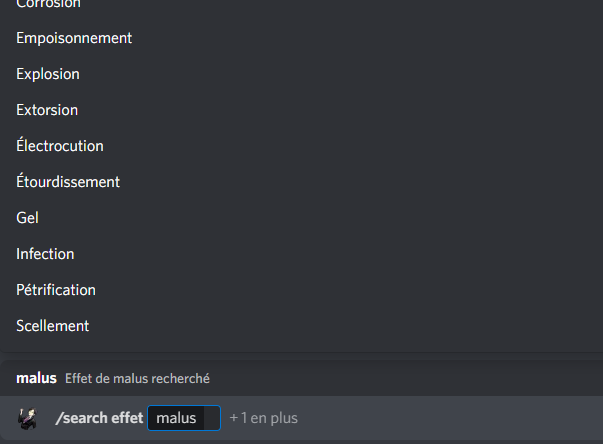 Corrosion
Empoisonnement
Explosion
Extorsion
Électrocution
Étourdissement
Gel
Infection
Pétrification
Scellement
malus Effet de malus recherché
/search effet malus +1 en plus